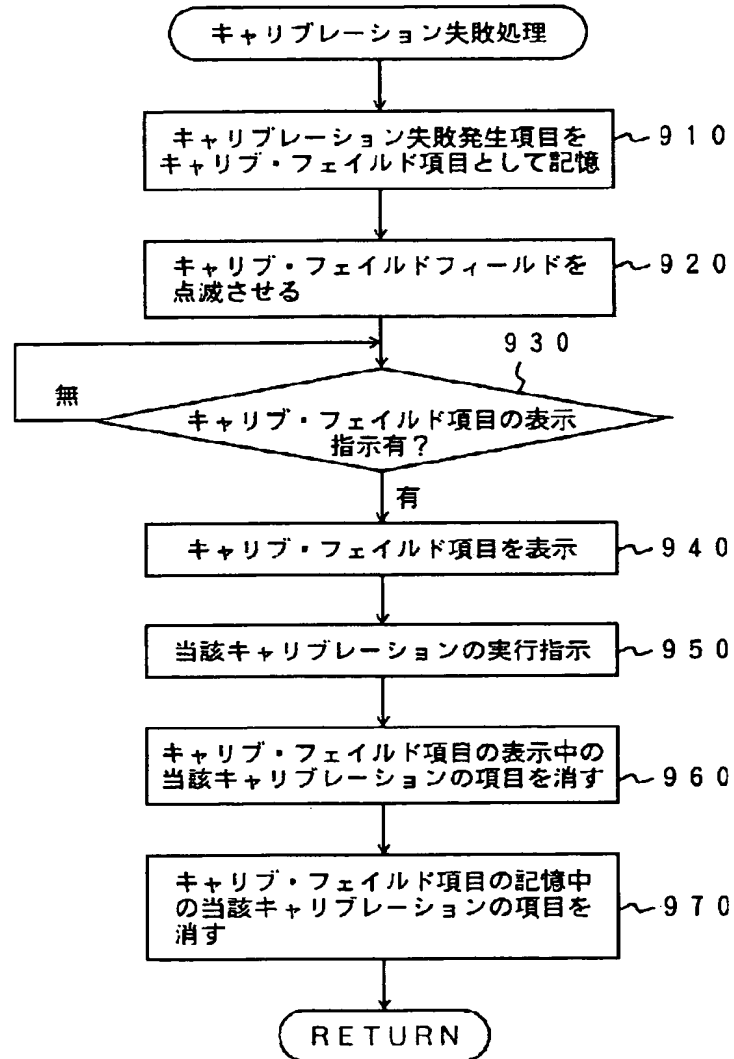 キャリブレーション失敗処理
キャリブレーション失敗発生項目を
キャリブ・フェイルド項目として記憶
910
キャリブ・フェイルドフィールドを
点滅させる
920
930
無
キャリブ・フェイルド項目の表示
指示有?
有
キャリブ・フェイルド項目を表示
940
当該キャリブレーションの実行指示
950
キャリブ・フェイルド項目の表示中の
当該キャリブレーションの項目を消す
960
キャリブ・フェイルド項目の記憶中
の当該キャリブレーションの項目を
消す
970
RETURN